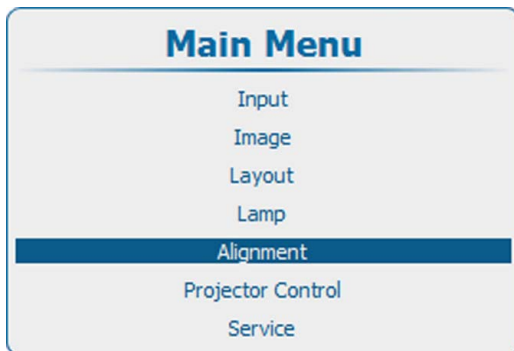 Main Menu
Input
Image
Layout
Lamp
Alignment
Projector Control
Service